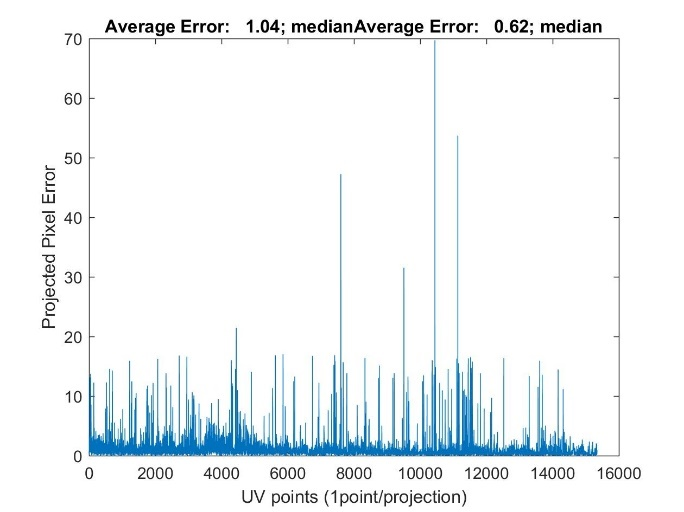 Average Error:   1.04; medianAverage Error:   0.62; median
70
60
50
40
30
20
10
0
Projected Pixel Error
0 2000 4000 6000 8000 10000 12000 14000 16000
UV points (1point/projection)